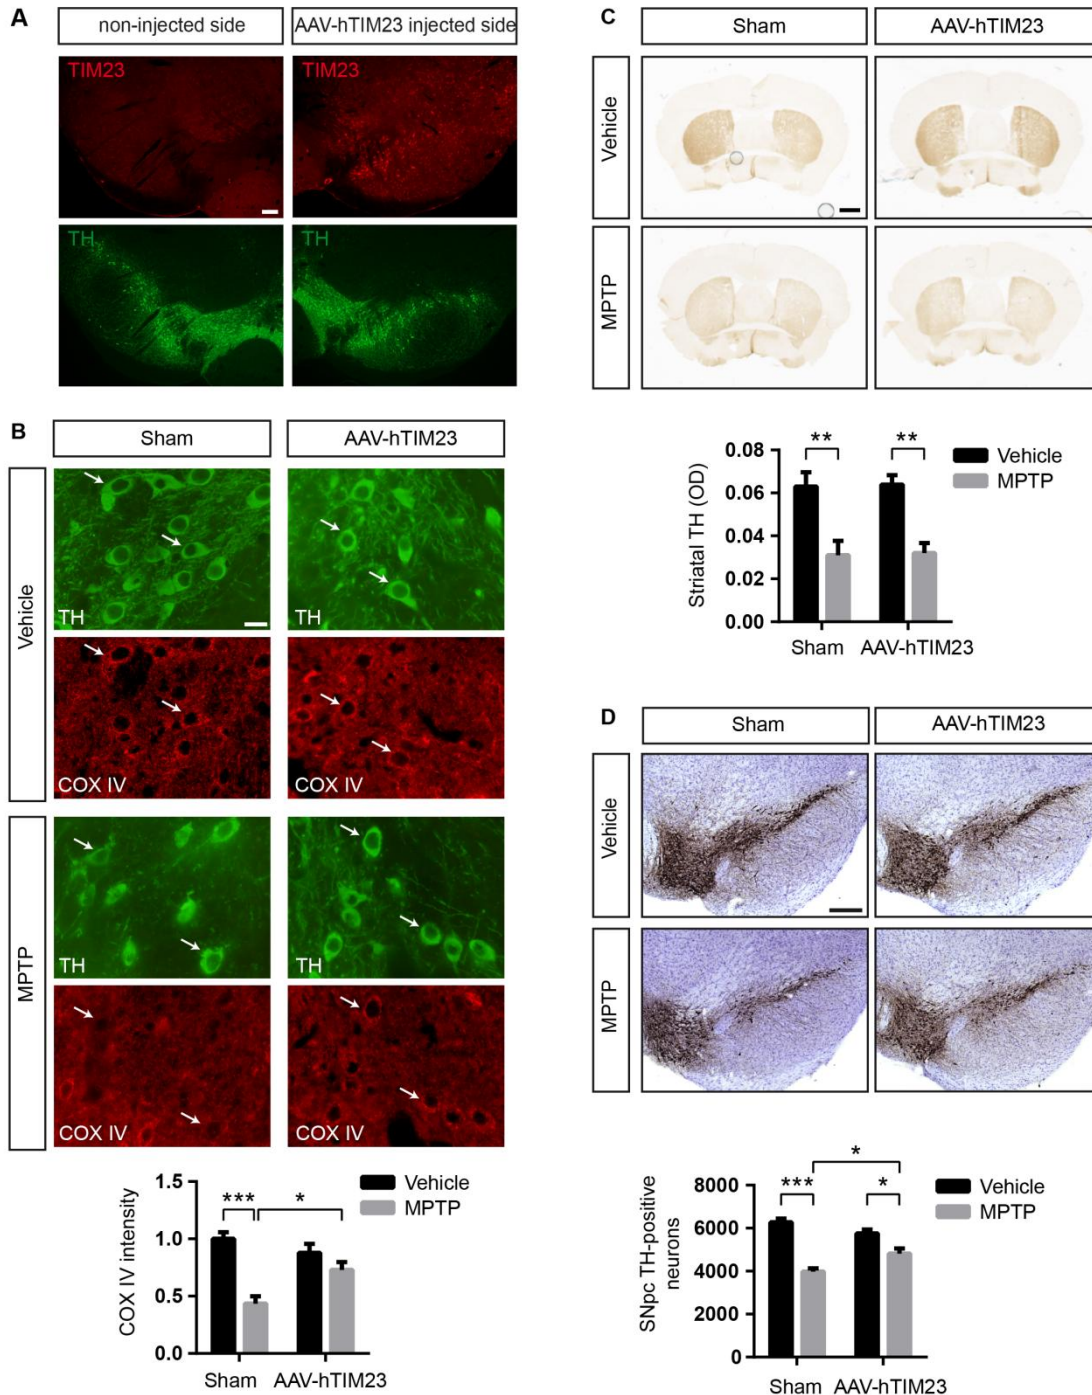 A
non-injected side
AAV-hTIM23 injected side
TIM23
TIM23
TH
TH
B
Sham
AAV-hTIM23
Vehicle
TH
COX IV
COX IV
MPTP
TH
TH
COX IV
COX IV
COX IV intensity
1.5
1.0
0.5
0.0
***
*
Vehicle
MPTP
Sham
AAV-hTIM23
C
Sham
AAV-hTIM23
Vehicle
MPTP
Striatal TH (OD)
0.08
0.06
0.04
0.02
0.00
**
**
Vehicle
MPTP
Sham
AAV-hTIM23
D
Sham
AAV-hTIM23
Vehicle
MPTP
SNpc TH-positive
neurons
8000
6000
4000
2000
0
*
***
*
Vehicle
MPTP
Sham
AAV-hTIM23